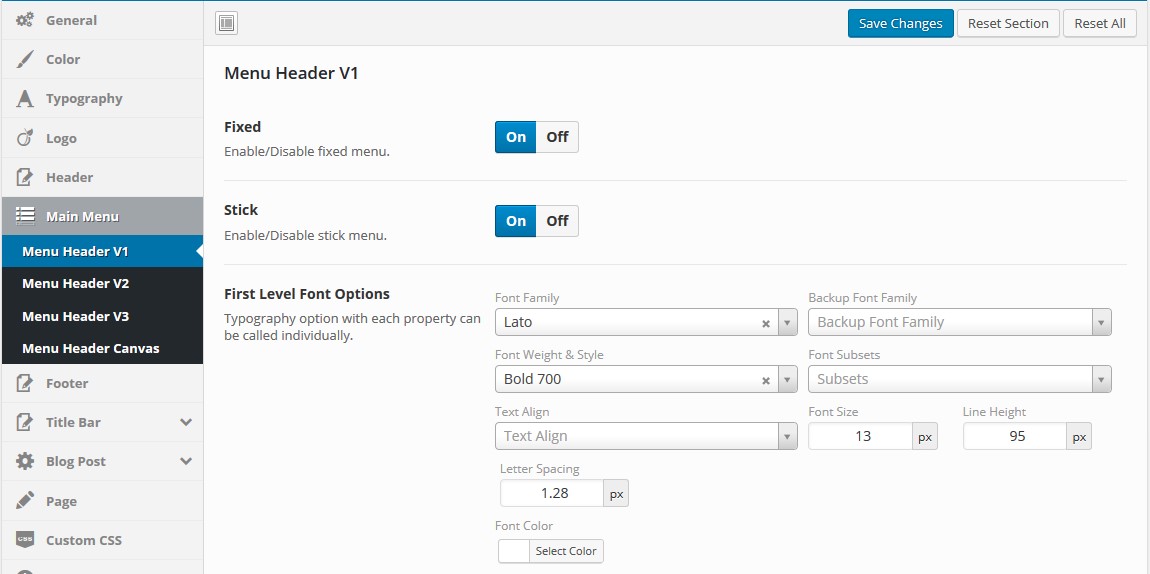 General
Color
Typography
Logo
Header
Main Menu
Menu Header V1
Menu Header V2
Menu Header V3
Menu Header Canvas
Footer
Title Bar
Blog Post
Page
CSS Custom CSS
Save Changes Reset Section Reset All
Menu Header V1
Fixed
Enable/Disable fixed menu.
On Off
Stick
Enable/Disable stick menu.
On Off
First Level Font Options
Typography option with each property can
be called individually.
Font Family Backup Font Family
Lato × Backup Font Family
Font Weight & Style Font Subsets
Bold 700 × Subsets
Text Align Font Size Line Height
Text Align 13 px 95 px
Letter Spacing
1.28 px
Font Color
Select Color